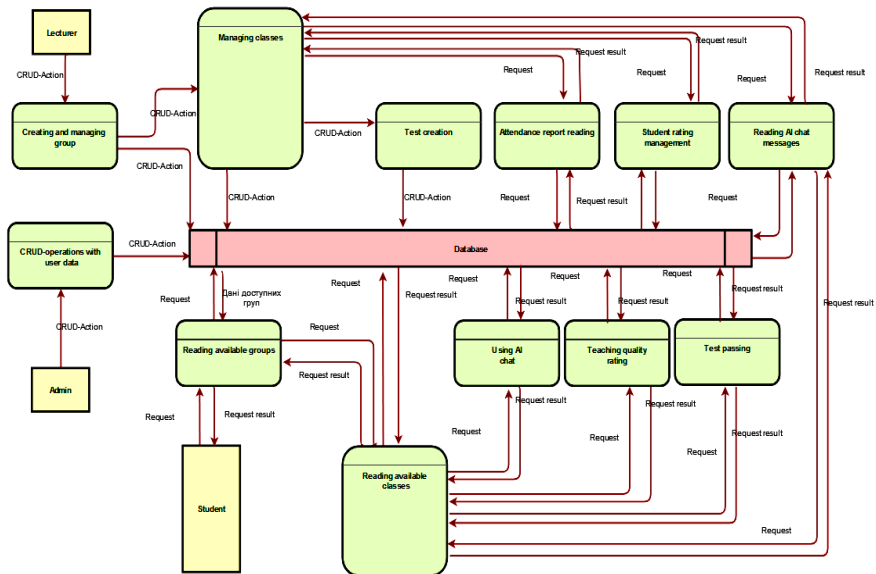 Lecturer
Managing classes
Request result
Request
Request result
Request
Request
Request result
CRUD-Action
CRUD-Action
Creating and managing
group
CRUD-Action
Test creation
Attendance report reading
Student rating
management
Reading AI chat
messages
CRUD-Action
CRUD-Action
CRUD-Action
Request
Request result
Request
CRUD-operations with
user data
CRUD-Action
Database
Request
Дані доступних
груп
Request
Request result
Request
Request result
Request
Request result
Request
Request result
Request result
CRUD-Action
Request
Reading available groups
Request result
Using AI
chat
Teaching quality
rating
Test passing
Admin
Request
Request result
Request
Request result
Request
Request result
Request
Request result
Reading available
classes
Student
Request